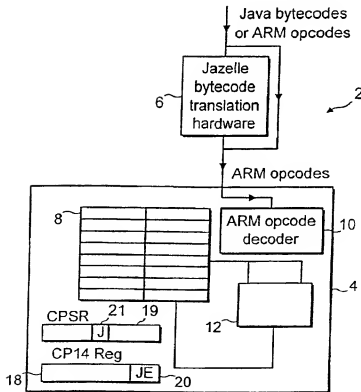 Java bytecodes
or ARM opcodes
Jazelle
bytecode
translation
hardware
6
2
ARM opcodes
8
ARM opcode
decoder
10
4
12
CPSR
21
19
J
CP14 Reg
18
JE
20